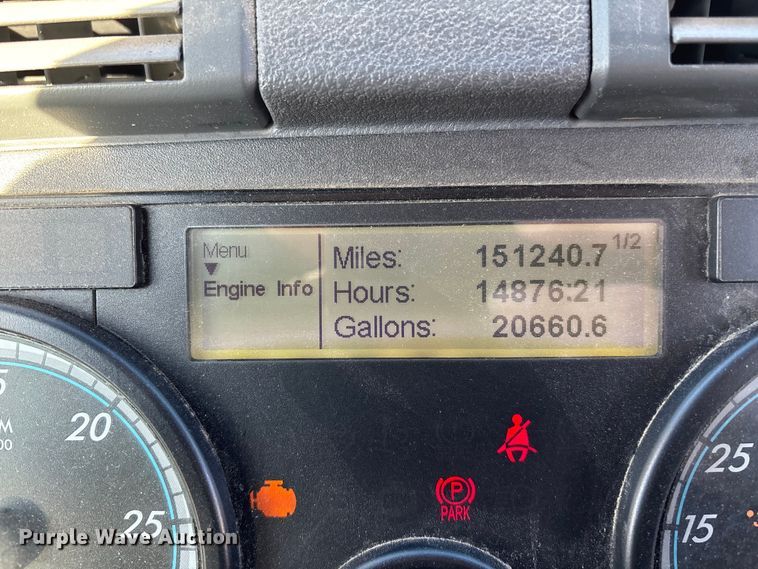 Menu
Engine Info
Miles: 151240.7 1/2
Hours: 14876:21
Gallons: 20660.6
20
25
25
15
P
PARK
Purple Wave Auction